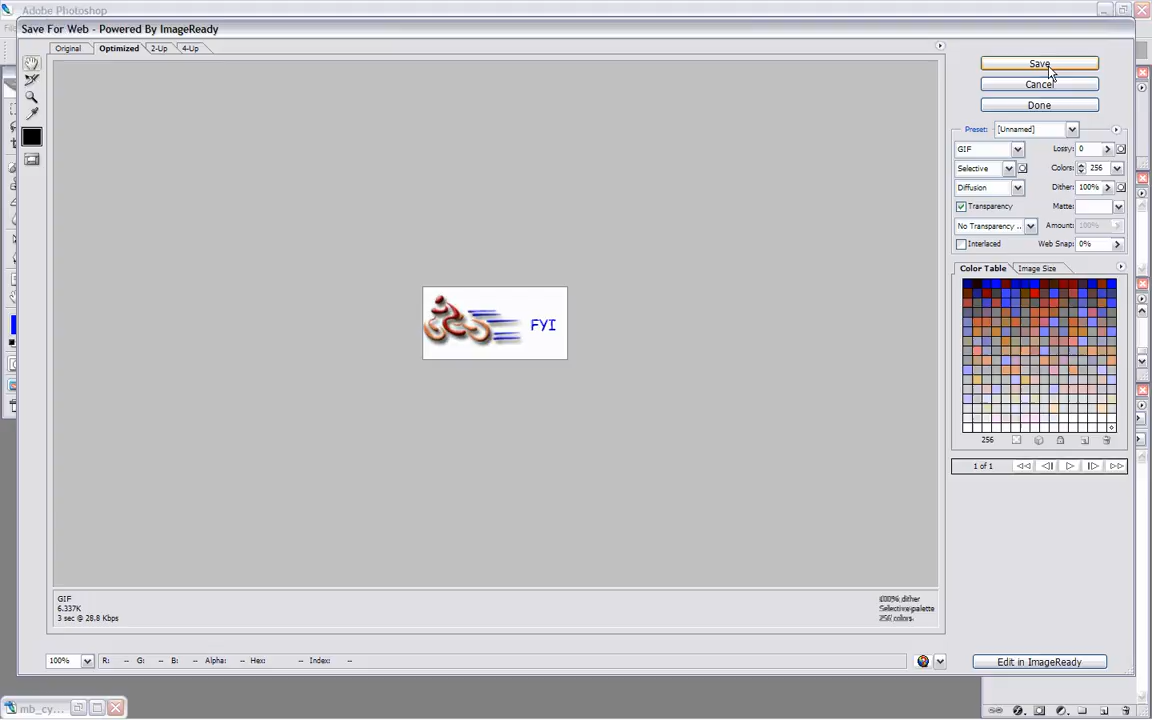 Adobe Photoshop
Save For Web - Powered By ImageReady
Original Optimized 2-Up 4-Up
Save
Cancel
Done
Preset: [Unnamed]
GIF Lossy: 0
Selective Colors: 256
Diffusion Dither: 100%
Transparency Matte:
No Transparency .. Amount: 100%
Interlaced Web Snap: 0%
Color Table Image Size
FYI
256
1 of 1
GIF
6.337K
3 sec @ 28.8 Kbps
100% dither
Selective palette
256 colors
100% R: -- G: -- B: -- Alpha: -- Hex: -- Index: --
Edit in ImageReady
mb_cy...